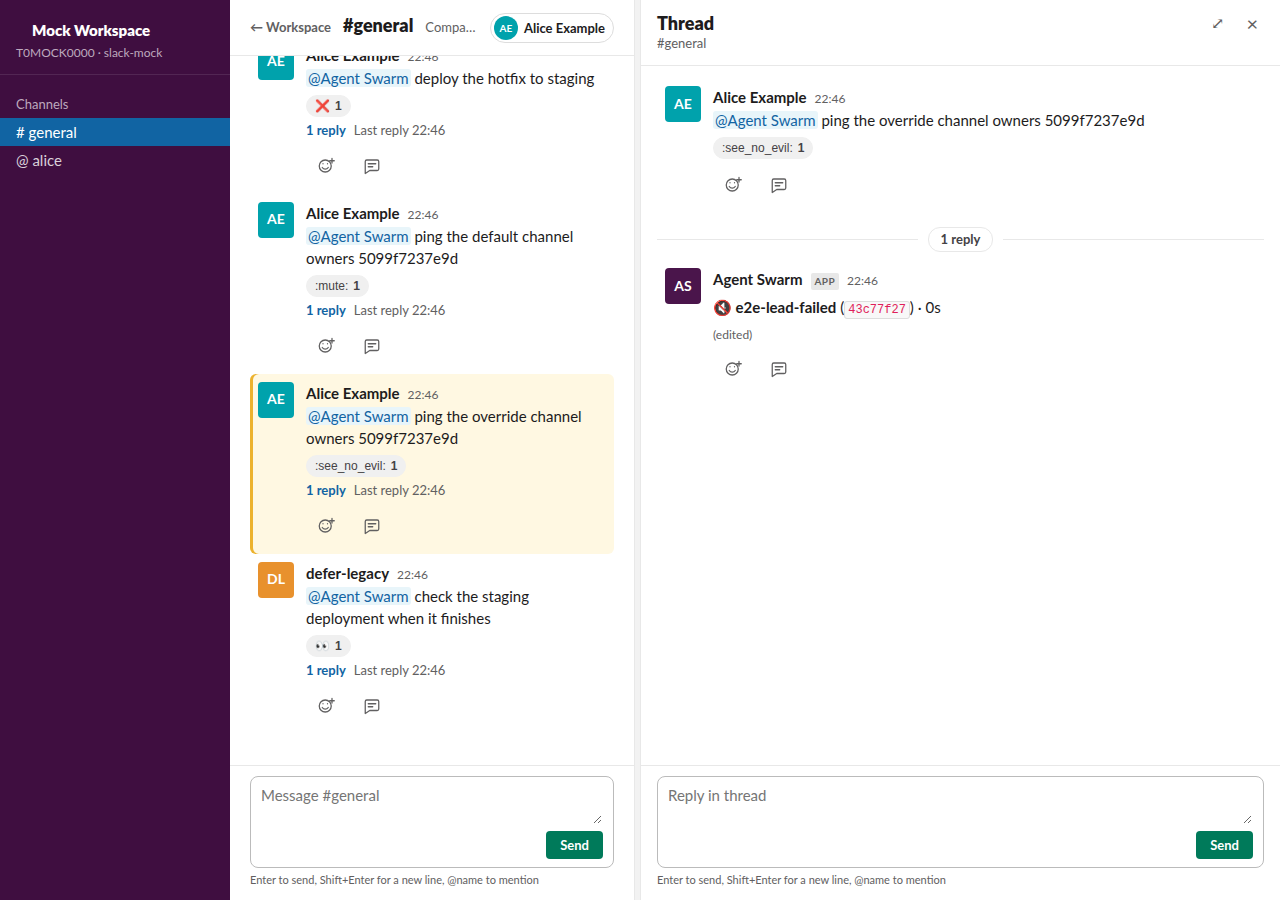 Mock Workspace
T0MOCK0000 · slack-mock
Channels
# general
@ alice
← Workspace #general Compa... AE Alice Example
AE Alice Example 22:46
@Agent Swarm deploy the hotfix to staging
❌ 1
1 reply Last reply 22:46
AE Alice Example 22:46
@Agent Swarm ping the default channel
owners 5099f7237e9d
:mute: 1
1 reply Last reply 22:46
AE Alice Example 22:46
@Agent Swarm ping the override channel
owners 5099f7237e9d
:see_no_evil: 1
1 reply Last reply 22:46
DL defer-legacy 22:46
@Agent Swarm check the staging
deployment when it finishes
👀 1
1 reply Last reply 22:46
Message #general
Send
Enter to send, Shift+Enter for a new line, @name to mention
Thread
#general
AE Alice Example 22:46
@Agent Swarm ping the override channel owners 5099f7237e9d
:see_no_evil: 1
1 reply
AS Agent Swarm APP 22:46
🔇 e2e-lead-failed (43c77f27) · 0s
(edited)
Reply in thread
Send
Enter to send, Shift+Enter for a new line, @name to mention